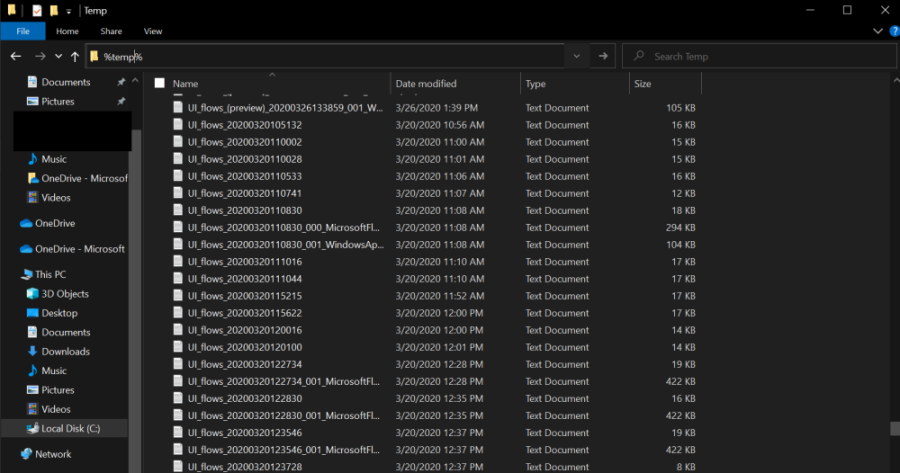 Temp
File Home Share View
%temp%
Search Temp
Documents
Pictures
Music
OneDrive - Microsof
Videos
OneDrive
OneDrive - Microsoft
This PC
3D Objects
Desktop
Documents
Downloads
Music
Pictures
Videos
Local Disk (C:)
Network
Name Date modified Type Size
UI_flows_(preview)_20200326133859_001_W... 3/26/2020 1:39 PM Text Document 105 KB
UI_flows_20200320105132 3/20/2020 10:56 AM Text Document 16 KB
UI_flows_20200320110002 3/20/2020 11:00 AM Text Document 15 KB
UI_flows_20200320110028 3/20/2020 11:01 AM Text Document 15 KB
UI_flows_20200320110533 3/20/2020 11:06 AM Text Document 16 KB
UI_flows_20200320110741 3/20/2020 11:07 AM Text Document 12 KB
UI_flows_20200320110830 3/20/2020 11:08 AM Text Document 18 KB
UI_flows_20200320110830_000_MicrosoftFl... 3/20/2020 11:08 AM Text Document 294 KB
UI_flows_20200320110830_001_WindowsAp... 3/20/2020 11:08 AM Text Document 104 KB
UI_flows_20200320111016 3/20/2020 11:10 AM Text Document 17 KB
UI_flows_20200320111044 3/20/2020 11:10 AM Text Document 17 KB
UI_flows_20200320115215 3/20/2020 11:52 AM Text Document 17 KB
UI_flows_20200320115622 3/20/2020 12:00 PM Text Document 17 KB
UI_flows_20200320120016 3/20/2020 12:00 PM Text Document 14 KB
UI_flows_20200320120100 3/20/2020 12:01 PM Text Document 14 KB
UI_flows_20200320122734 3/20/2020 12:28 PM Text Document 19 KB
UI_flows_20200320122734_001_MicrosoftFl... 3/20/2020 12:28 PM Text Document 422 KB
UI_flows_20200320122830 3/20/2020 12:35 PM Text Document 16 KB
UI_flows_20200320122830_001_MicrosoftFl... 3/20/2020 12:35 PM Text Document 422 KB
UI_flows_20200320123546 3/20/2020 12:37 PM Text Document 19 KB
UI_flows_20200320123546_001_MicrosoftFl... 3/20/2020 12:37 PM Text Document 422 KB
UI_flows_20200320123728 3/20/2020 12:37 PM Text Document 8 KB